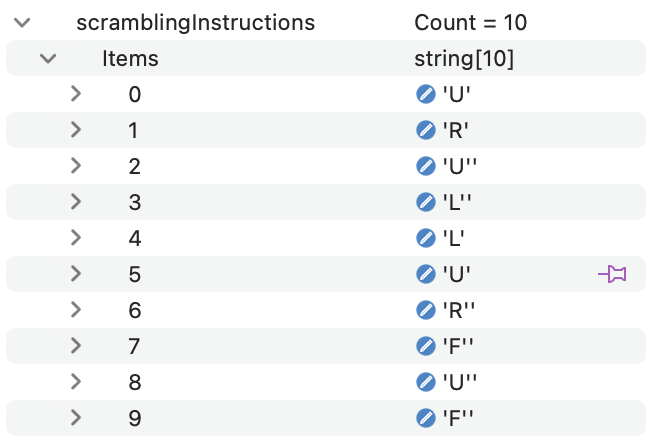 scramblingInstructions Count = 10
Items string[10]
0 'U'
1 'R'
2 'U''
3 'L''
4 'L'
5 'U'
6 'R''
7 'F''
8 'U''
9 'F''